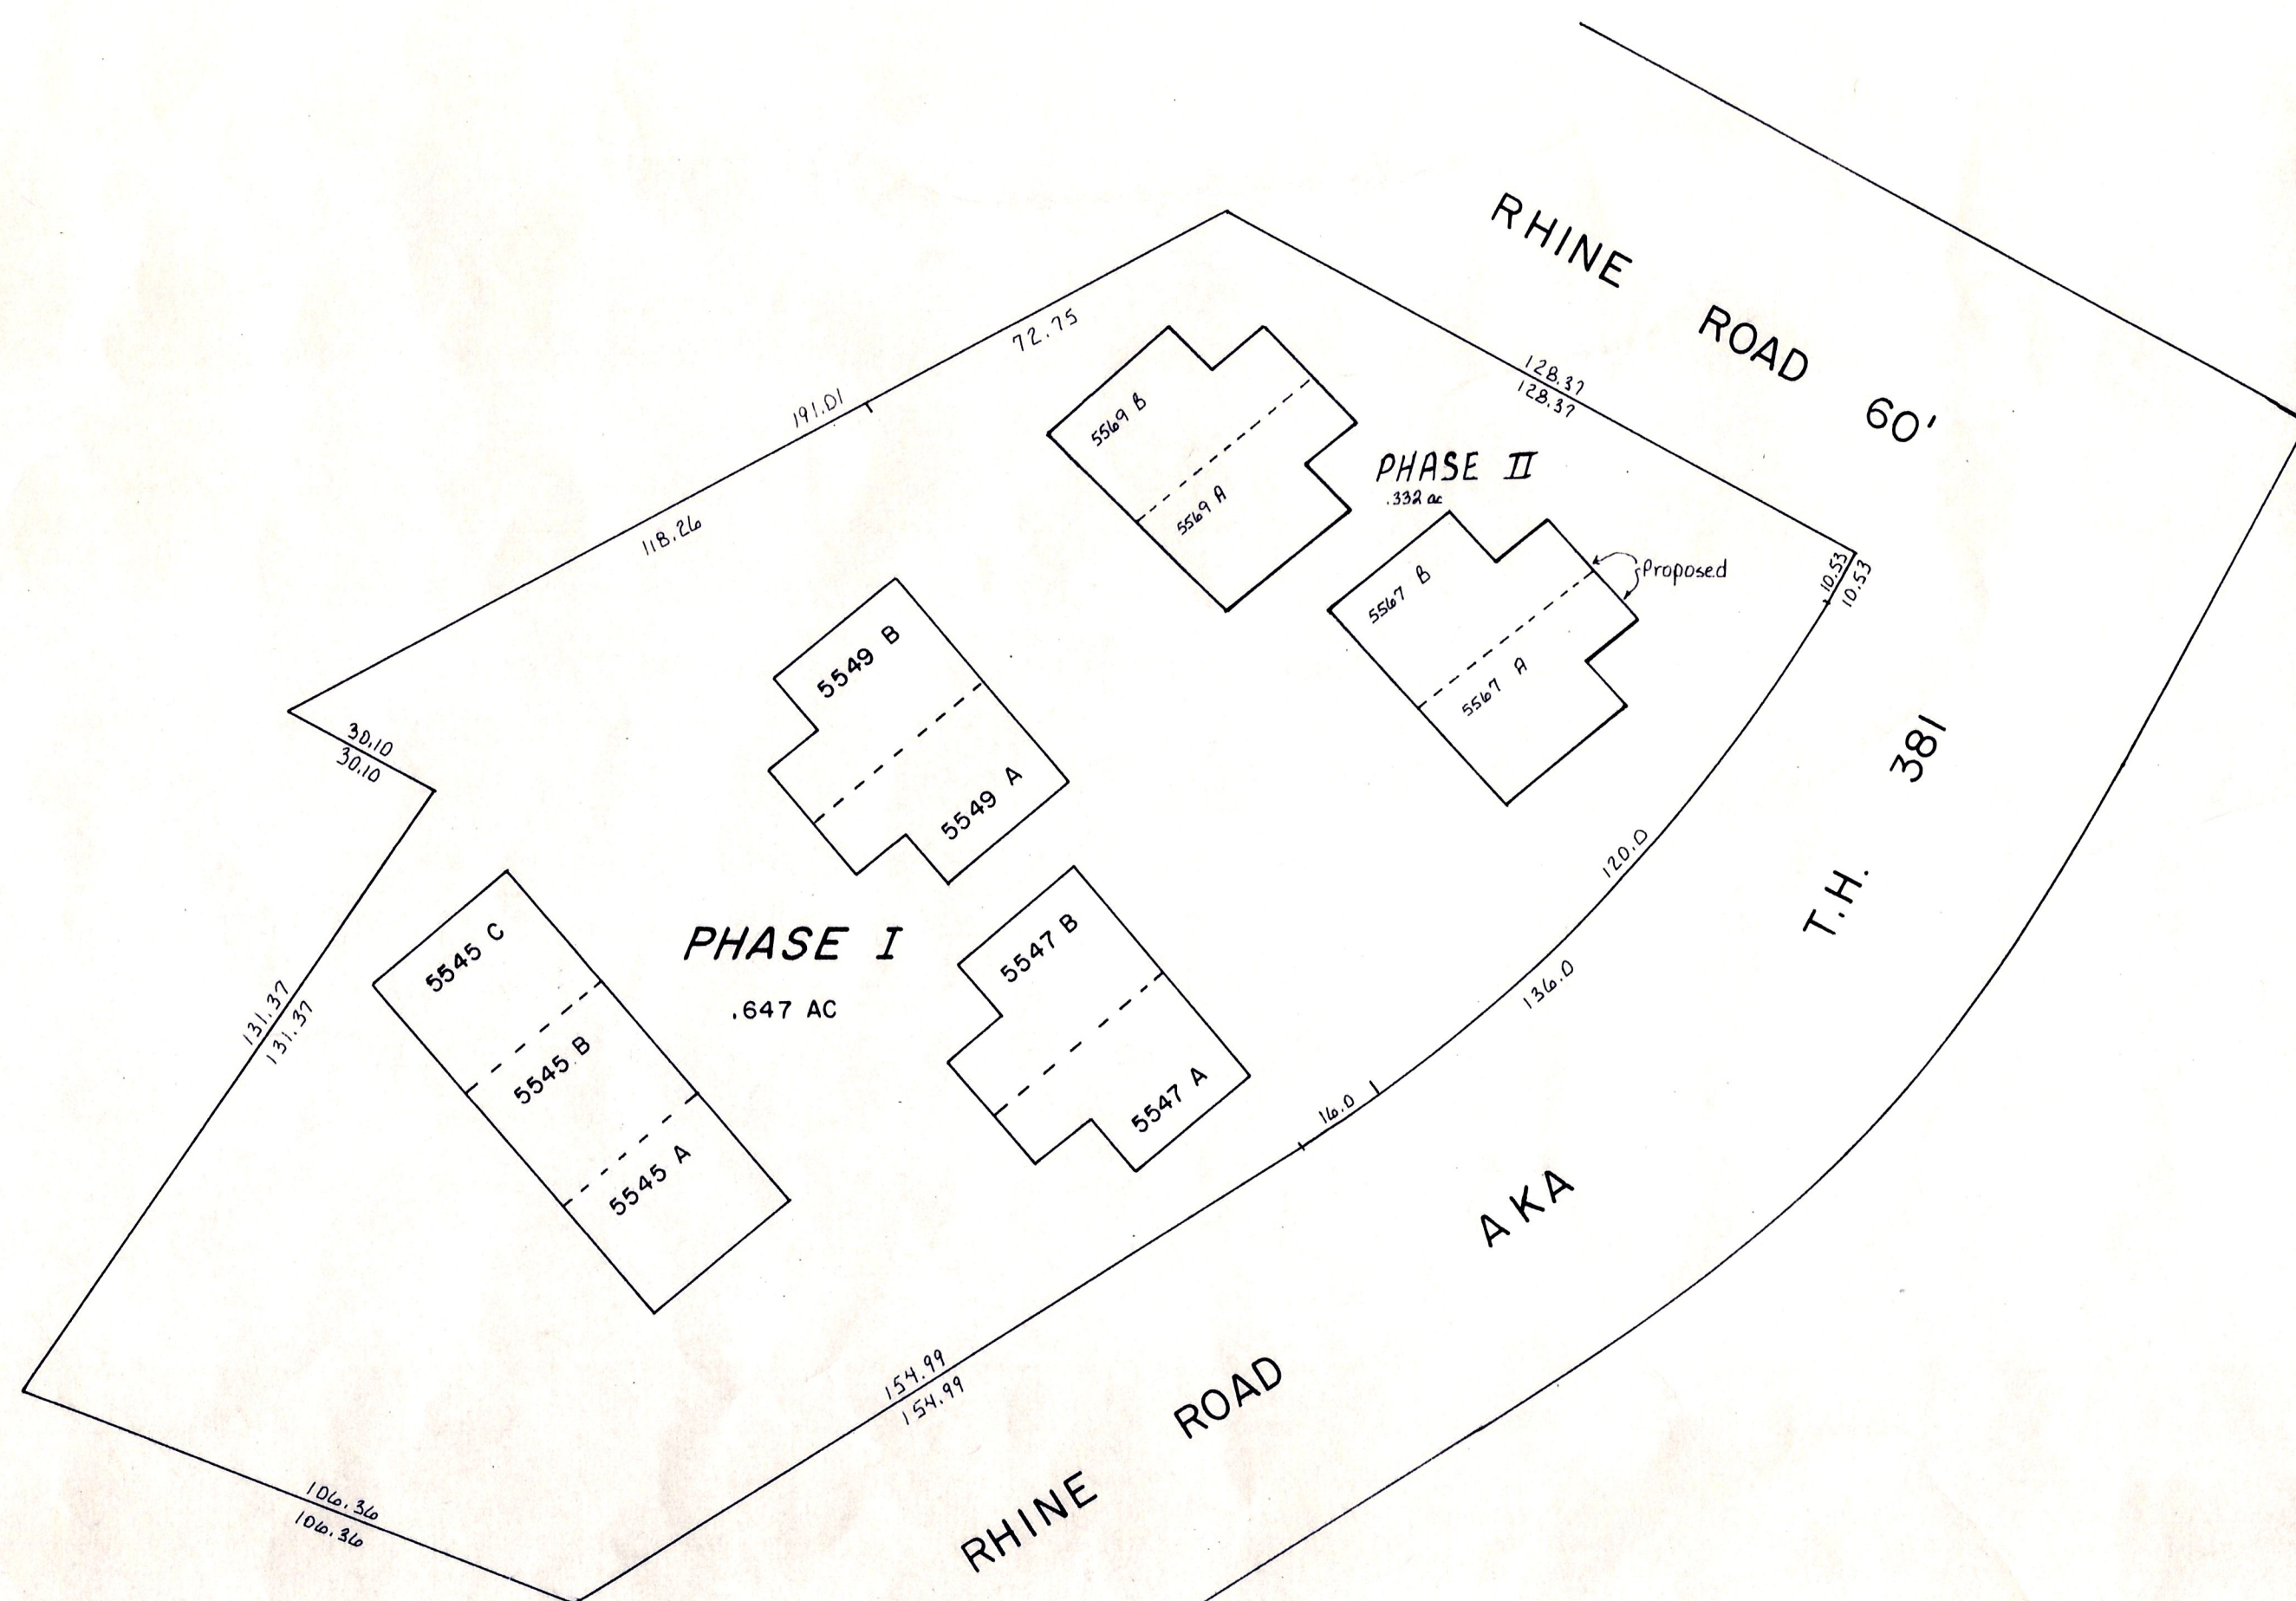 RHINE ROAD 60'
72.75
191.01
128.37
128.37
118.26
5569 B
5569 A
PHASE II
.332 ac
Proposed
10.53
10.53
5567 B
5567 A
30.10
30.10
5549 B
5549 A
T.H. 381
120.0
136.0
16.0
PHASE I
.647 AC
5545 C
5545 B
5545 A
5547 B
5547 A
131.37
131.37
154.99
154.99
106.36
106.36
RHINE ROAD AKA